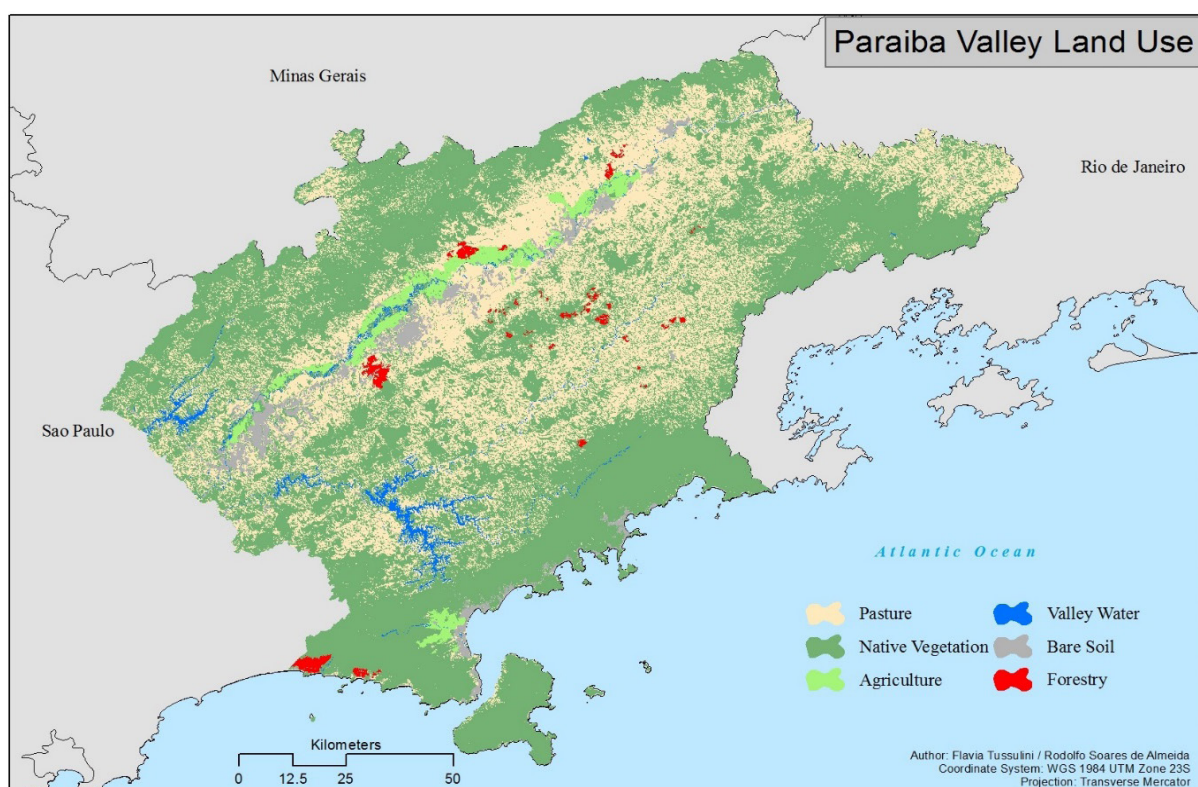 Paraiba Valley Land Use
Minas Gerais
Rio de Janeiro
Sao Paulo
Atlantic Ocean
Pasture
Native Vegetation
Agriculture
Valley Water
Bare Soil
Forestry
Kilometers
0 12.5 25 50
Author: Flavia Tussulini / Rodolfo Soares de Almeida
Coordinate System: WGS 1984 UTM Zone 23S
Projection: Transverse Mercator